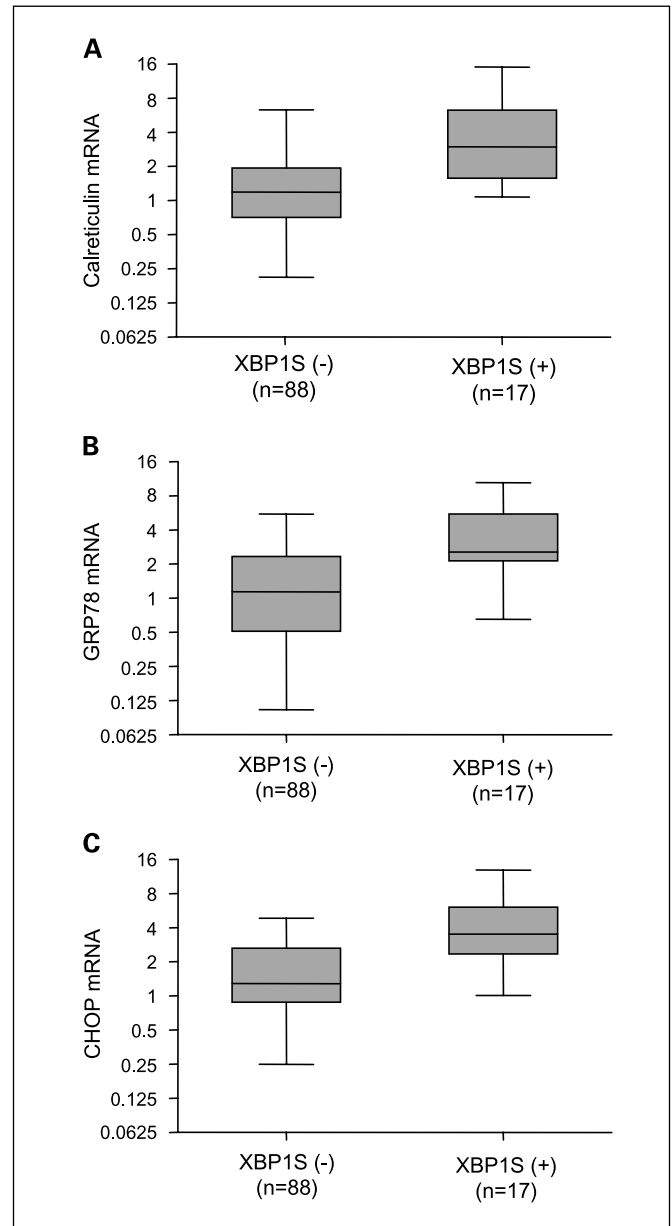 A
Calreticulin mRNA
16
8
4
2
1
0.5
0.25
0.125
0.0625
XBP1S (-)
(n=88)
XBP1S (+)
(n=17)
B
GRP78 mRNA
16
8
4
2
1
0.5
0.25
0.125
0.0625
XBP1S (-)
(n=88)
XBP1S (+)
(n=17)
C
CHOP mRNA
16
8
4
2
1
0.5
0.25
0.125
0.0625
XBP1S (-)
(n=88)
XBP1S (+)
(n=17)